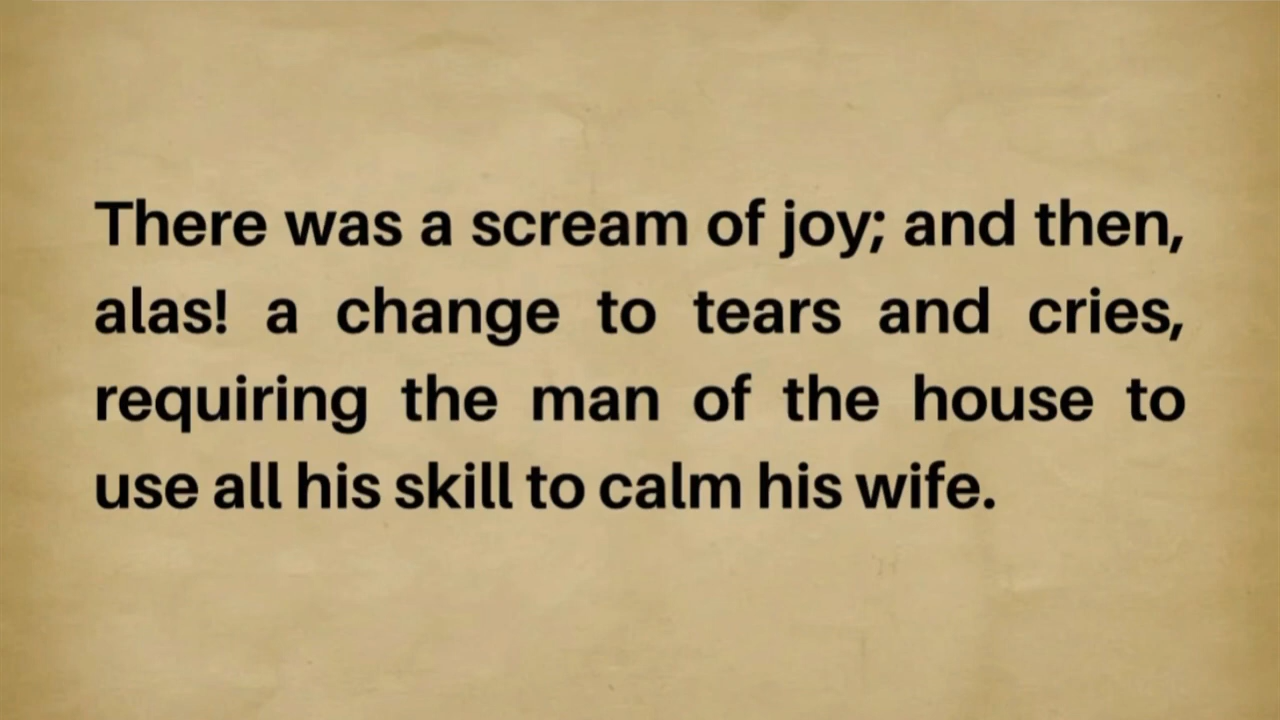 There was a scream of joy; and then,
alas! a change to tears and cries,
requiring the man of the house to
use all his skill to calm his wife.